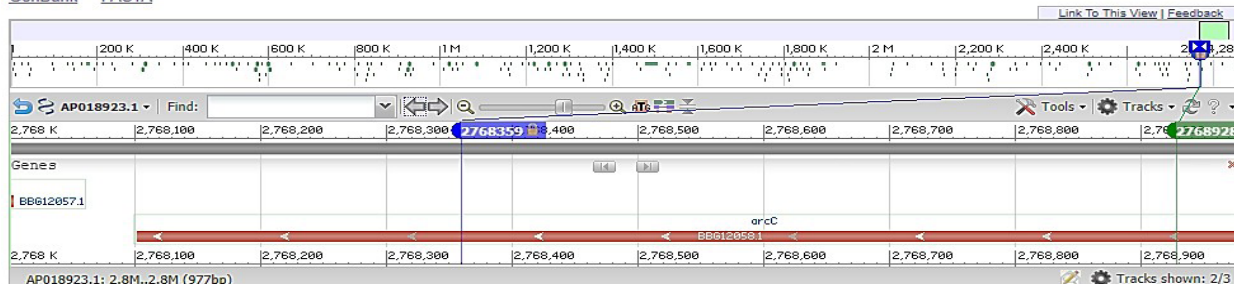 GenBank FASTA
Link To This View | Feedback
200 K 400 K 600 K 800 K 1 M 1,200 K 1,400 K 1,600 K 1,800 K 2 M 2,200 K 2,400 K
AP018923.1 Find: Tools Tracks ?
2,768 K 2,768,100 2,768,200 2,768,300 2768359 2,768,500 2,768,600 2,768,700 2,768,800 2768928
Genes
BBG12057.1
arcC
BBG12058.1
2,768 K 2,768,100 2,768,200 2,768,300 2,768,400 2,768,500 2,768,600 2,768,700 2,768,800 2,768,900
AP018923.1: 2.8M..2.8M (977bp) Tracks shown: 2/3